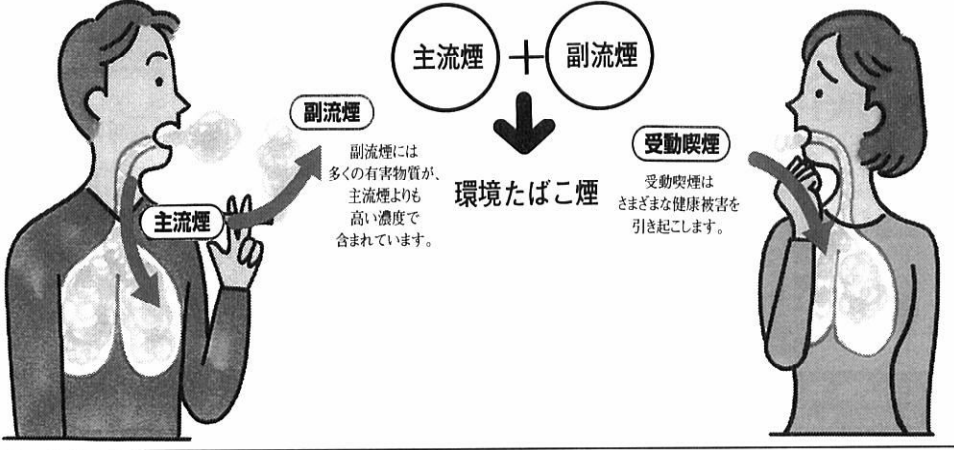 主流煙
+
副流煙
環境たばこ煙
副流煙
副流煙には
多くの有害物質が、
主流煙よりも
高い濃度で
含まれています。
主流煙
受動喫煙
受動喫煙は
さまざまな健康被害を
引き起こします。